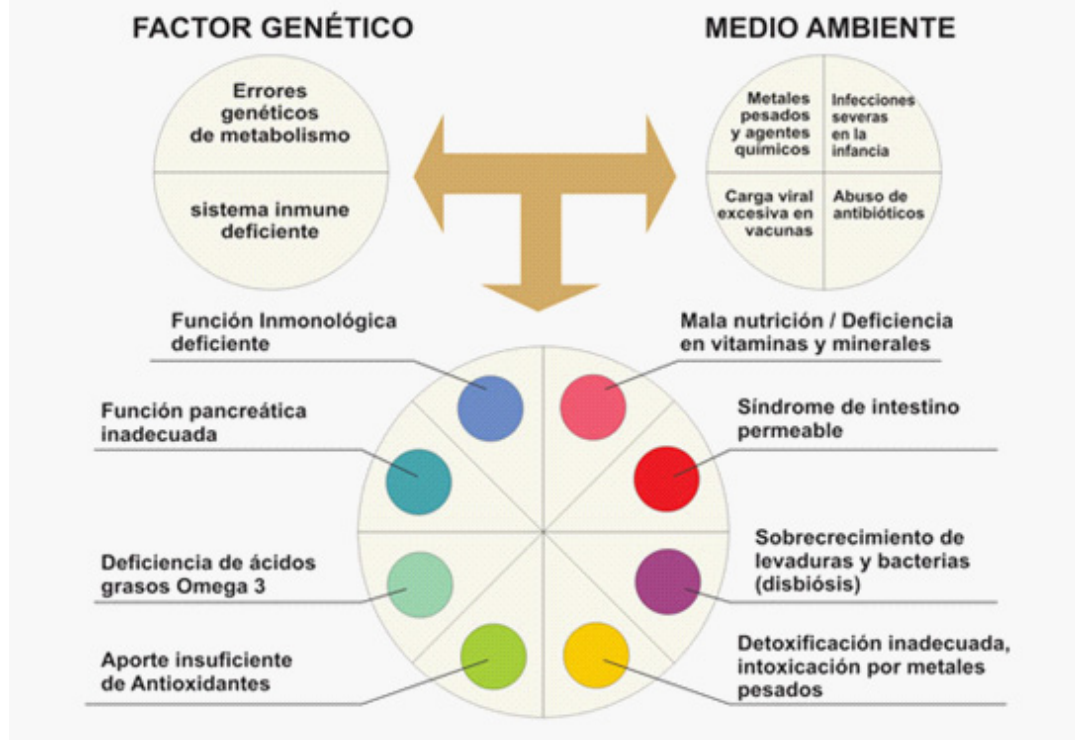 FACTOR GENÉTICO
Errores
genéticos
de metabolismo
sistema inmune
deficiente
MEDIO AMBIENTE
Metales
pesados
y agentes
químicos
Infecciones
severas
en la
infancia
Carga viral
excesiva en
vacunas
Abuso de
antibióticos
Función Inmonológica
deficiente
Mala nutrición / Deficiencia
en vitaminas y minerales
Función pancreática
inadecuada
Síndrome de intestino
permeable
Deficiencia de ácidos
grasos Omega 3
Sobrecrecimiento de
levaduras y bacterias
(disbiósis)
Aporte insuficiente
de Antioxidantes
Detoxificación inadecuada,
intoxicación por metales
pesados